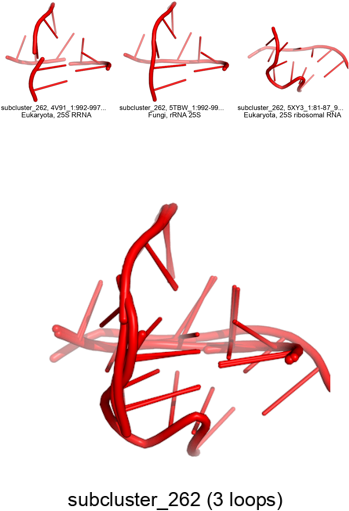 subcluster_262, 4V91_1:992-997...
Eukaryota, 25S RRNA
subcluster_262, 5TBW_1:992-99...
Fungi, rRNA 25S
subcluster_262, 5XY3_1:81-87_9...
Eukaryota, 25S ribosomal RNA
subcluster_262 (3 loops)